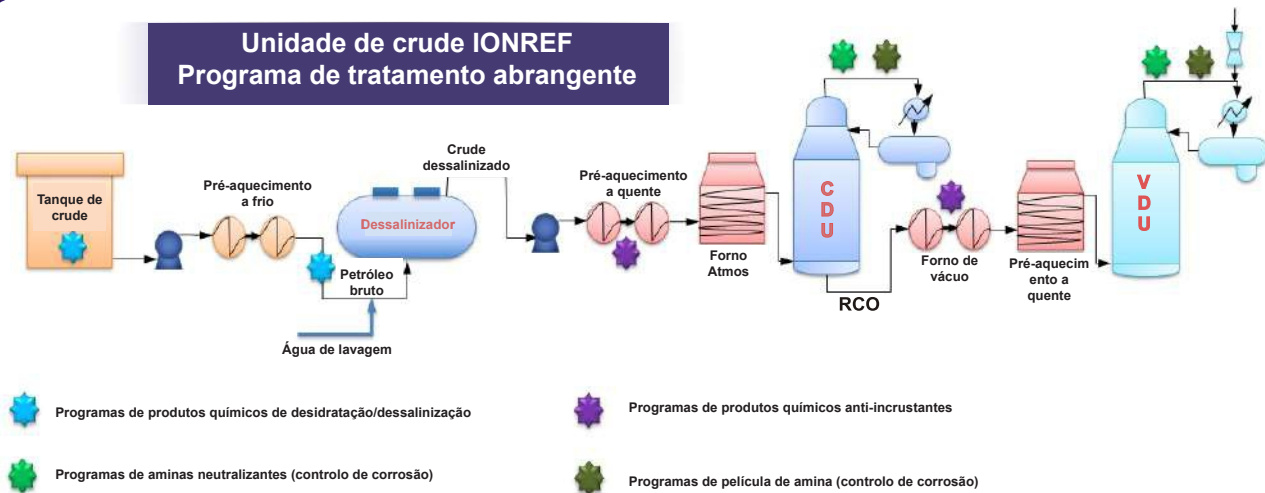 Unidade de crude IONREF
Programa de tratamento abrangente
Tanque de
crude
Pré-aquecimento
a frio
Dessalinizador
Crude
dessalinizado
Petróleo
bruto
Água de lavagem
Pré-aquecimento
a quente
Forno
Atmos
C
D
U
RCO
Forno de
vácuo
Pré-aquecim
ento a
quente
V
D
U
Programas de produtos químicos de desidratação/dessalinização
Programas de produtos químicos anti-incrustantes
Programas de aminas neutralizantes (controlo de corrosão)
Programas de película de amina (controlo de corrosão)